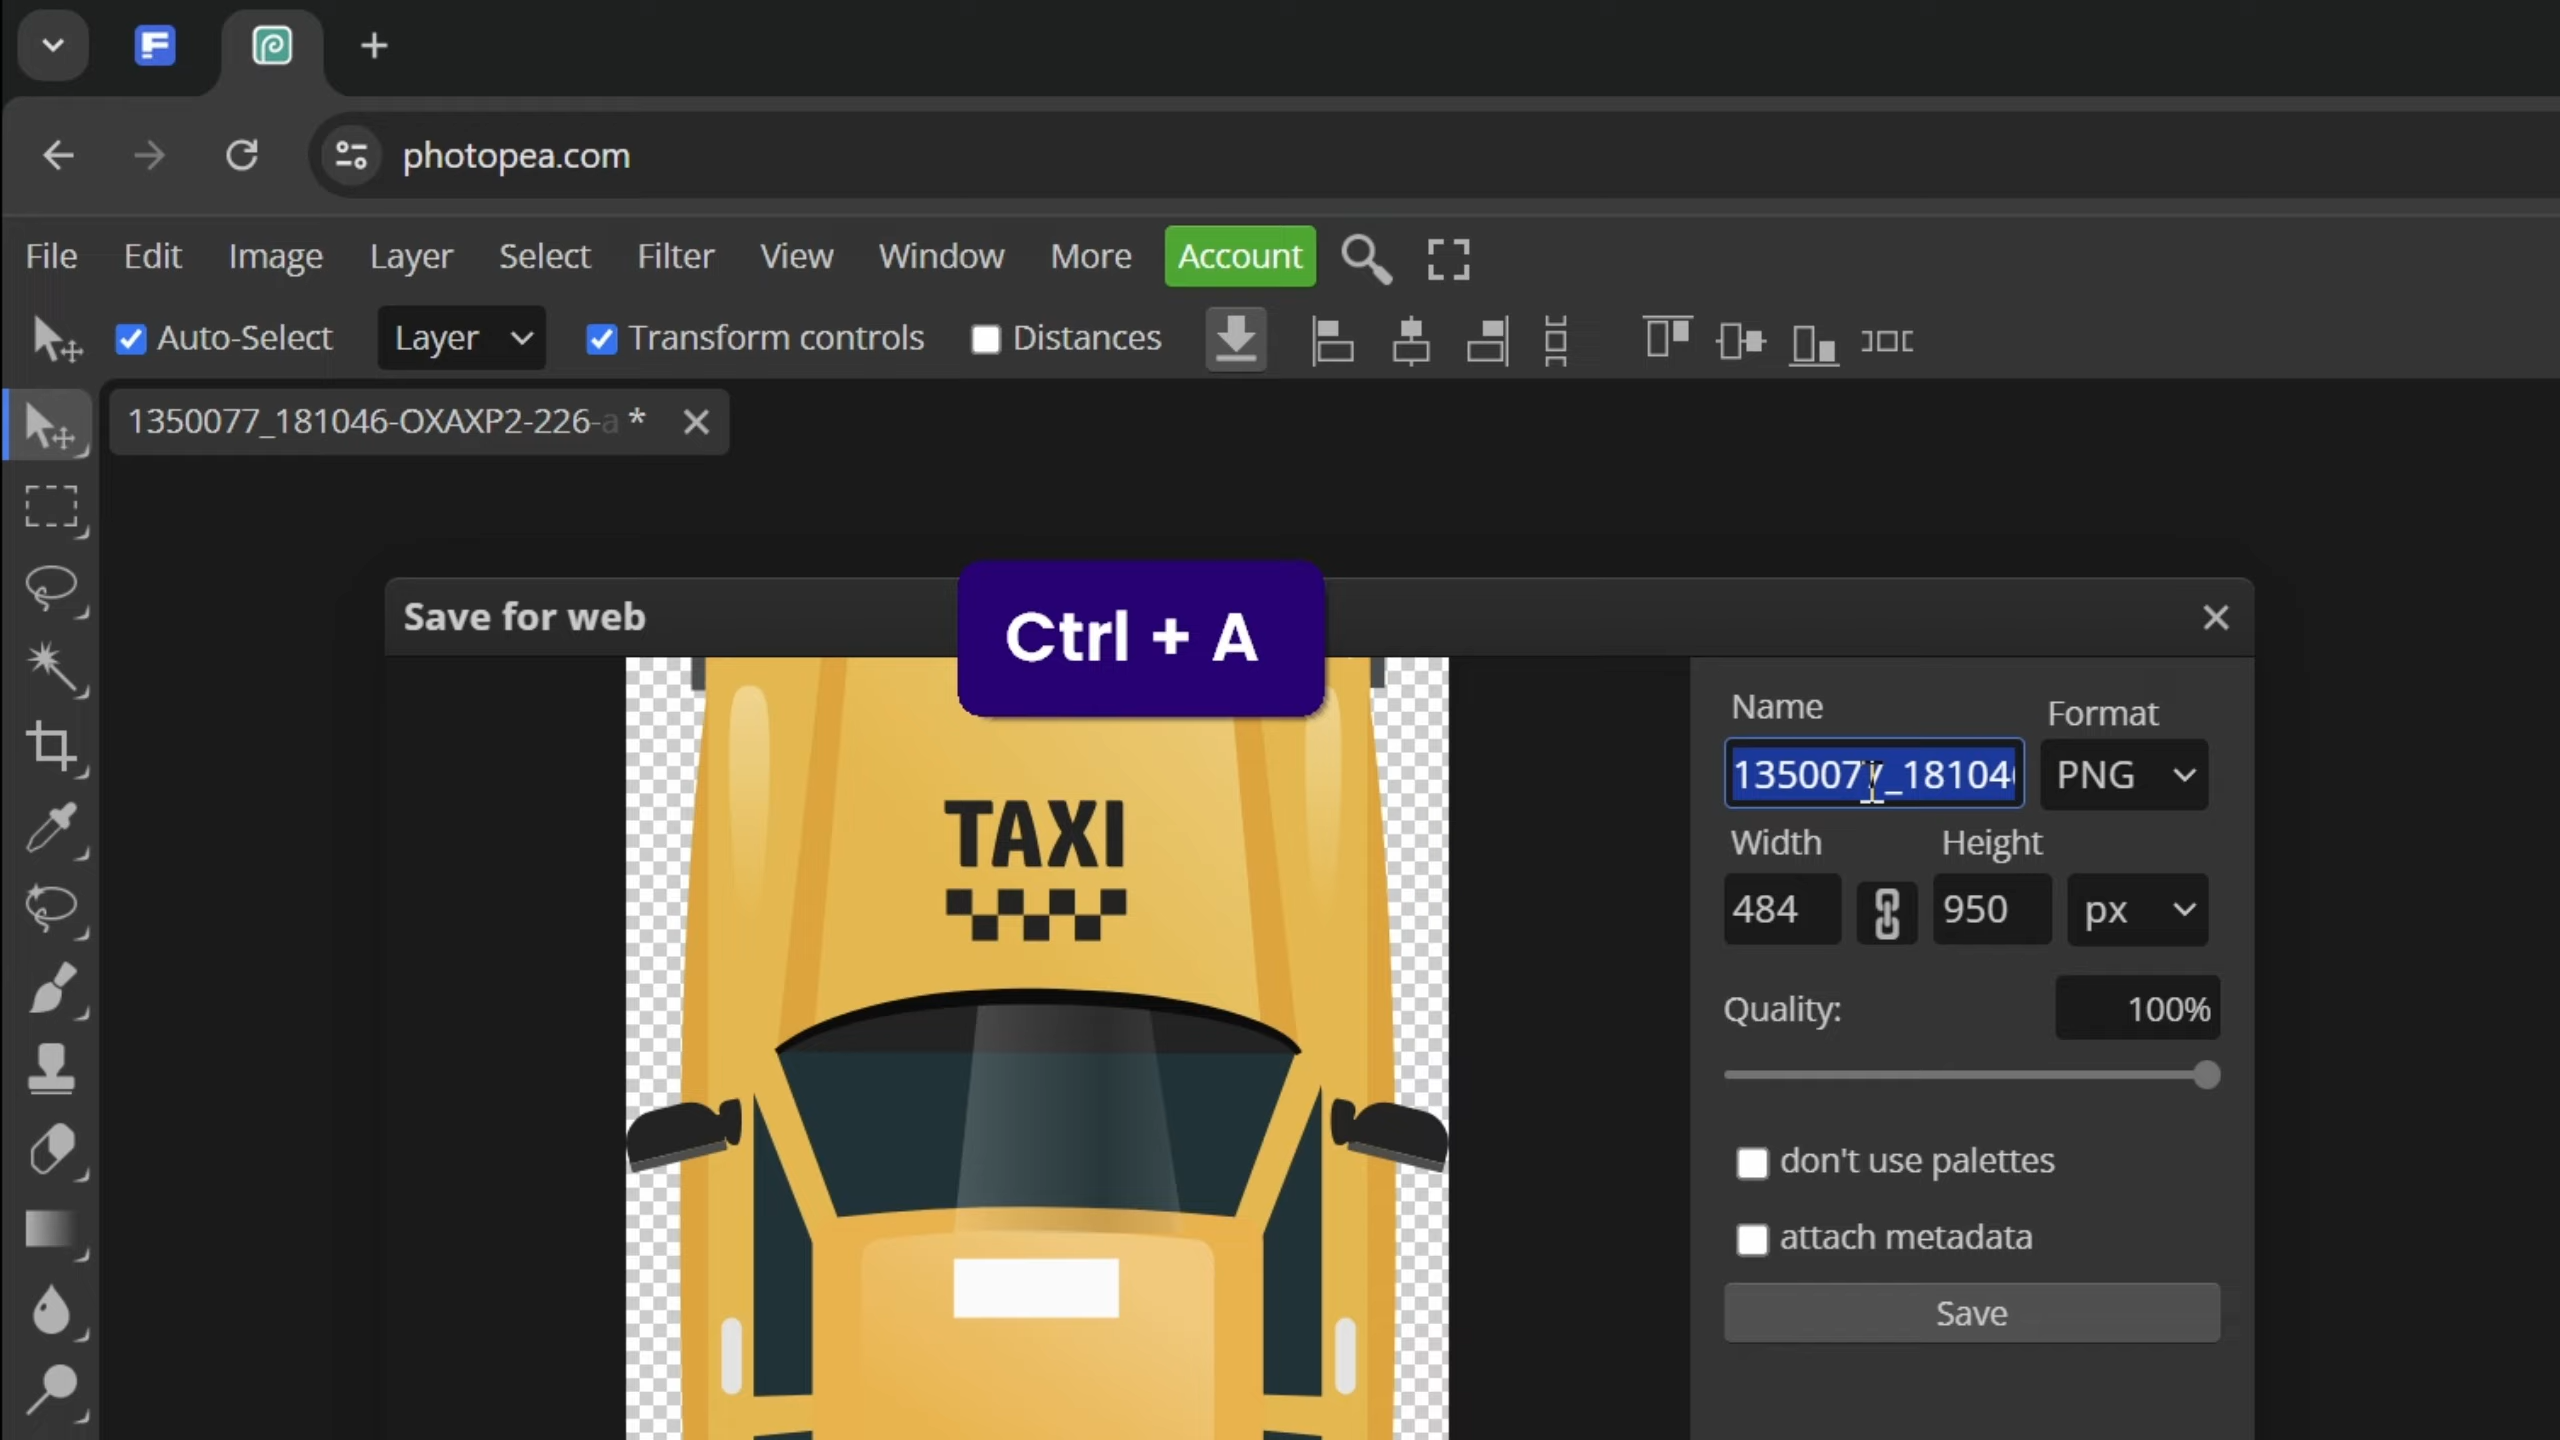 photopea.com
File Edit Image Layer Select Filter View Window More Account
Auto-Select Layer Transform controls Distances
1350077_181046-OXAXP2-226-a *
Save for web
Ctrl + A
Name Format
1350077_18104 PNG
Width Height
484 950 px
Quality: 100%
don't use palettes
attach metadata
Save
TAXI